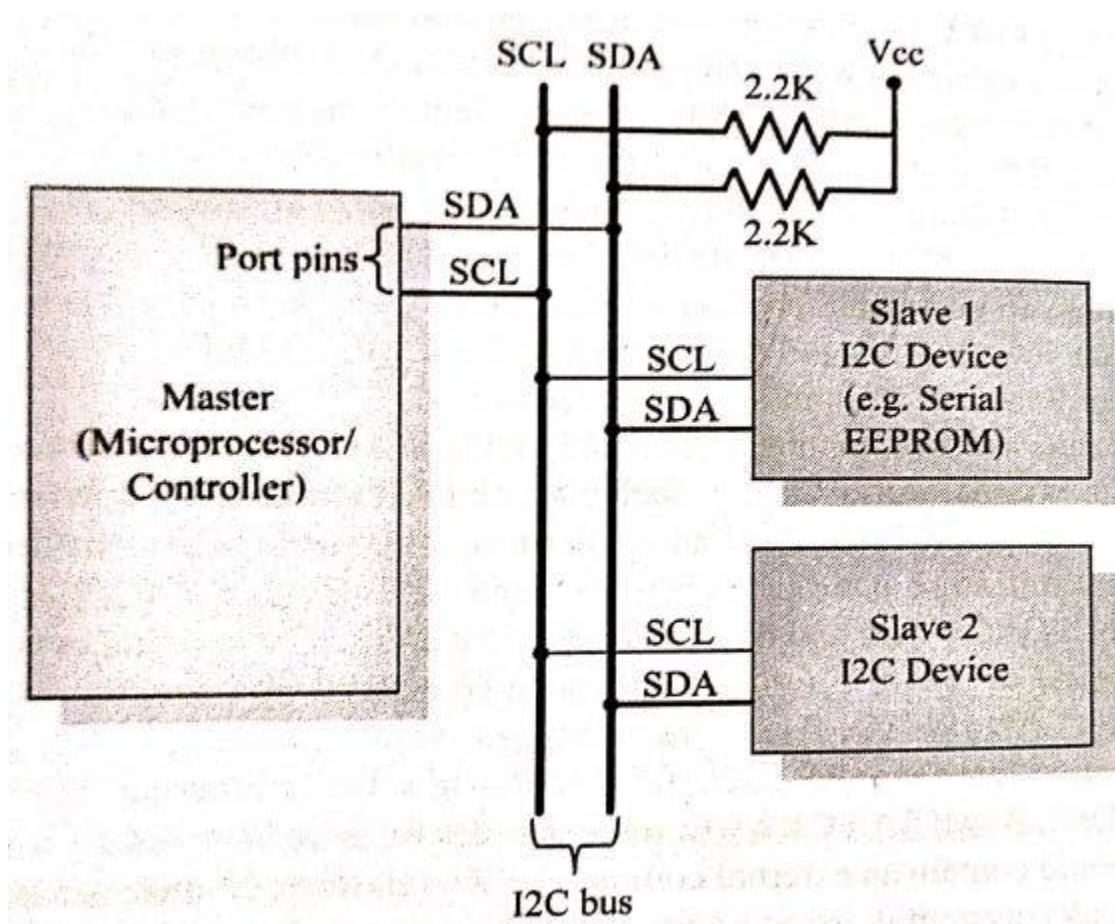 SCL SDA
Vcc
2.2K
2.2K
SDA
Port pins
SCL
Master
(Microprocessor/
Controller)
SCL
SDA
Slave 1
I2C Device
(e.g. Serial
EEPROM)
SCL
SDA
Slave 2
I2C Device
I2C bus